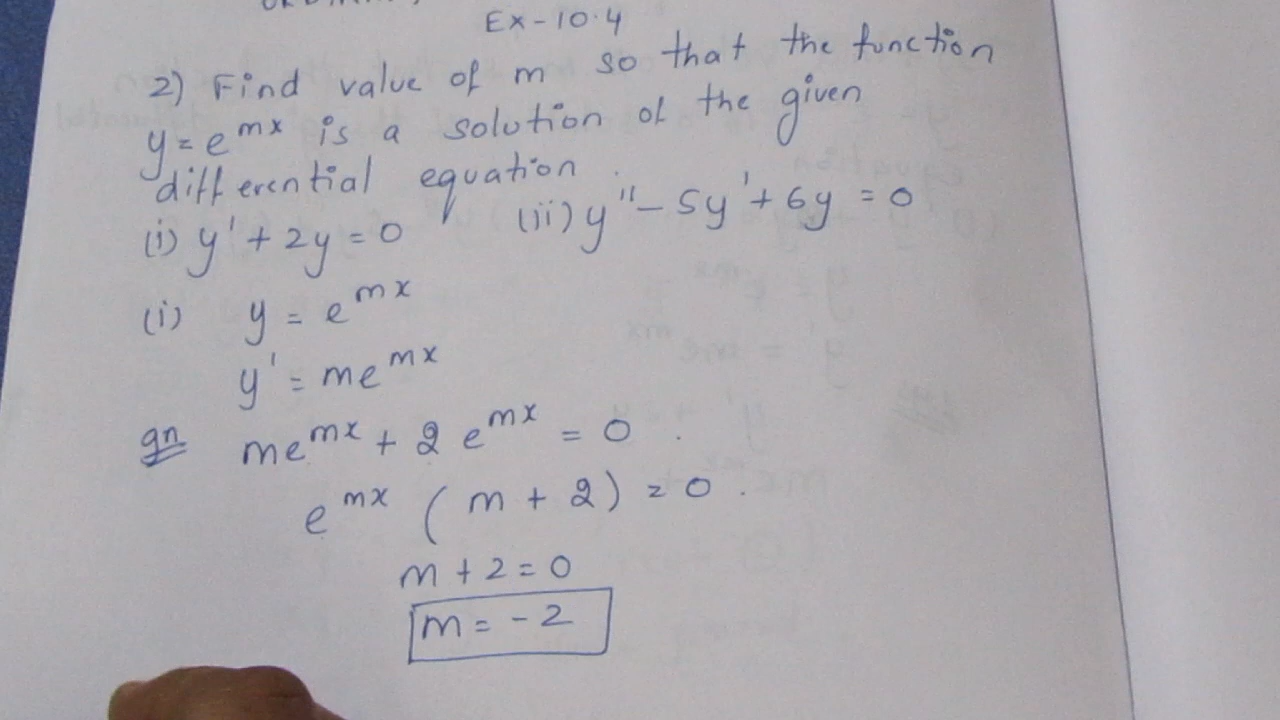 Ex-10.4
2) Find value of m so that the function
y=e^mx is a solution of the given
differential equation
(i) y' + 2y = 0 (ii) y" - 5y' + 6y = 0
(i) y = e^mx
y' = me^mx
gn me^mx + 2 e^mx = 0 .
e^mx ( m + 2 ) = 0 .
m + 2 = 0
m = - 2